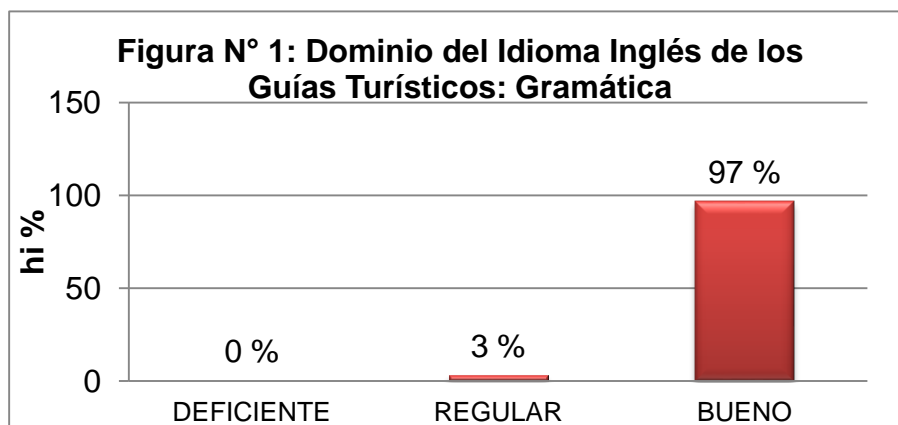 Figura N° 1: Dominio del Idioma Inglés de los
Guías Turísticos: Gramática
150
100
50
0
hi %
0 %
3 %
97 %
DEFICIENTE
REGULAR
BUENO